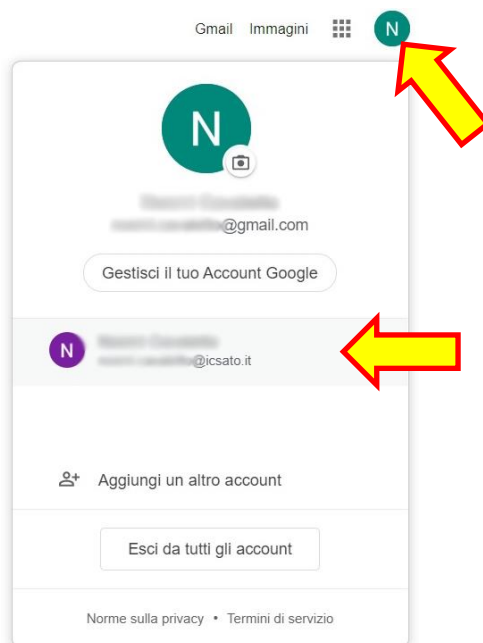 Gmail Immagini N
N
@gmail.com
Gestisci il tuo Account Google
N
@icsato.it
Aggiungi un altro account
Esci da tutti gli account
Norme sulla privacy • Termini di servizio